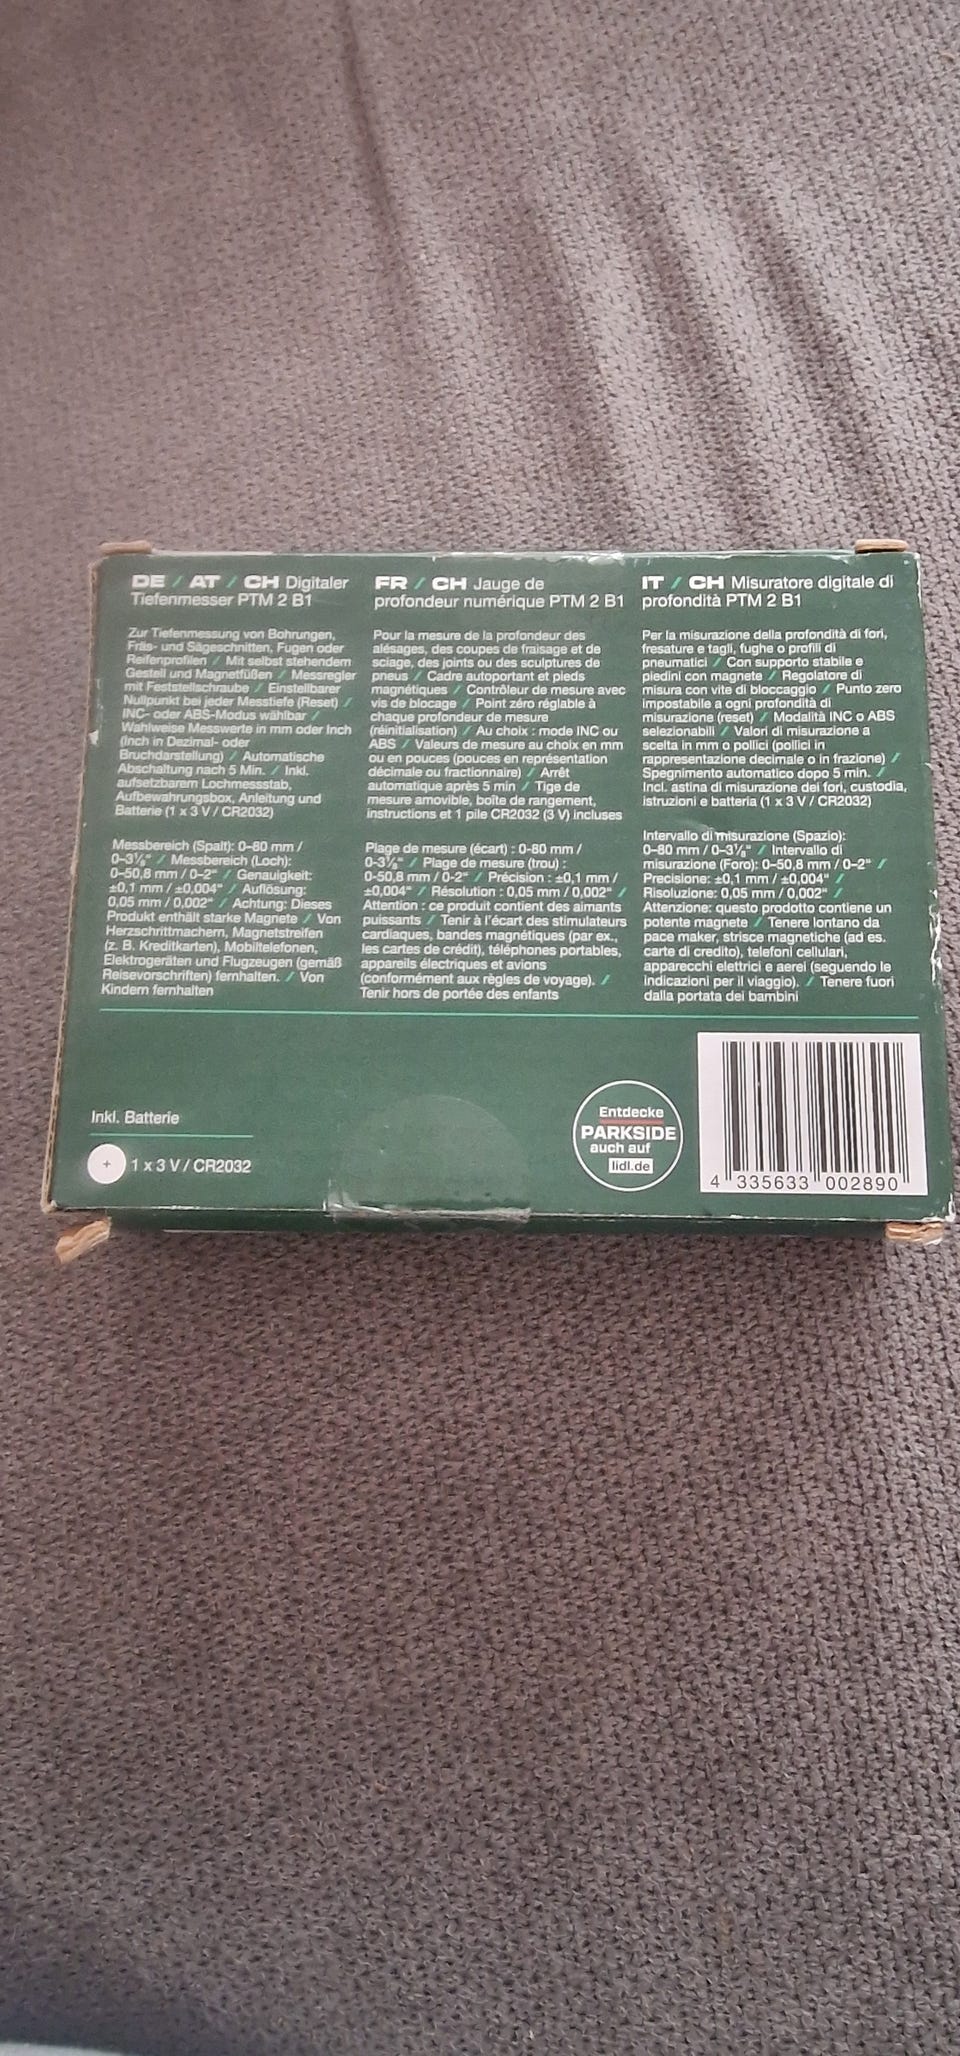 DE / AT / CH Digitaler
Tiefenmesser PTM 2 B1
Zur Tiefenmessung von Bohrungen,
Fräs- und Sägeschnitten, Fugen oder
Reifenprofilen / Mit selbst stehendem
Gestell und Magnetfüßen / Messregler
mit Feststellschraube / Einstellbarer
Nullpunkt bei jeder Messtiefe (Reset) /
INC- oder ABS-Modus wählbar /
Wahlweise Messwerte in mm oder Inch
(Inch in Dezimal- oder
Bruchdarstellung) / Automatische
Abschaltung nach 5 Min. / Inkl.
aufsetzbarem Lochmessstab,
Aufbewahrungsbox, Anleitung und
Batterie (1 x 3 V / CR2032)
Messbereich (Spalt): 0-80 mm /
0–3⅛" / Messbereich (Loch):
0–50,8 mm / 0-2" / Genauigkeit:
±0,1 mm / ±0,004" / Auflösung:
0,05 mm / 0,002" / Achtung: Dieses
Produkt enthält starke Magnete / Von
Herzschrittmachern, Magnetstreifen
(z. B. Kreditkarten), Mobiltelefonen,
Elektrogeräten und Flugzeugen (gemäß
Reisevorschriften) fernhalten. / Von
Kindern fernhalten
FR / CH Jauge de
profondeur numérique PTM 2 B1
Pour la mesure de la profondeur des
alésages, des coupes de fraisage et de
sciage, des joints ou des sculptures de
pneus / Cadre autoportant et pieds
magnétiques / Contrôleur de mesure avec
vis de blocage / Point zéro réglable à
chaque profondeur de mesure
(réinitialisation) / Au choix : mode INC ou
ABS / Valeurs de mesure au choix en mm
ou en pouces (pouces en représentation
décimale ou fractionnaire) / Arrêt
automatique après 5 min / Tige de
mesure amovible, boîte de rangement,
instructions et 1 pile CR2032 (3 V) incluses
Plage de mesure (écart) : 0-80 mm /
0-3⅛" / Plage de mesure (trou) :
0-50,8 mm / 0-2" / Précision : ±0,1 mm /
±0,004" / Résolution : 0,05 mm / 0,002" /
Attention : ce produit contient des aimants
puissants / Tenir à l'écart des stimulateurs
cardiaques, bandes magnétiques (par ex.,
les cartes de crédit), téléphones portables,
appareils électriques et avions
(conformément aux règles de voyage). /
Tenir hors de portée des enfants
IT / CH Misuratore digitale di
profondità PTM 2 B1
Per la misurazione della profondità di fori,
fresature e tagli, fughe o profili di
pneumatici / Con supporto stabile e
piedini con magnete / Regolatore di
misura con vite di bloccaggio / Punto zero
impostabile a ogni profondità di
misurazione (reset) / Modalità INC o ABS
selezionabili / Valori di misurazione a
scelta in mm o pollici (pollici in
rappresentazione decimale o in frazione) /
Spegnimento automatico dopo 5 min. /
Incl. astina di misurazione dei fori, custodia,
istruzioni e batteria (1 x 3 V / CR2032)
Intervallo di misurazione (Spazio):
0–80 mm / 0–3⅛" / Intervallo di
misurazione (Foro): 0–50,8 mm / 0–2" /
Precisione: ±0,1 mm / ±0,004" /
Risoluzione: 0,05 mm / 0,002" /
Attenzione: questo prodotto contiene un
potente magnete / Tenere lontano da
pace maker, strisce magnetiche (ad es.
carte di credito), telefoni cellulari,
apparecchi elettrici e aerei (seguendo le
indicazioni per il viaggio). / Tenere fuori
dalla portata dei bambini
Inkl. Batterie
+ 1 x 3 V / CR2032
Entdecke
PARKSIDE
auch auf
lidl.de
4 335633 002890